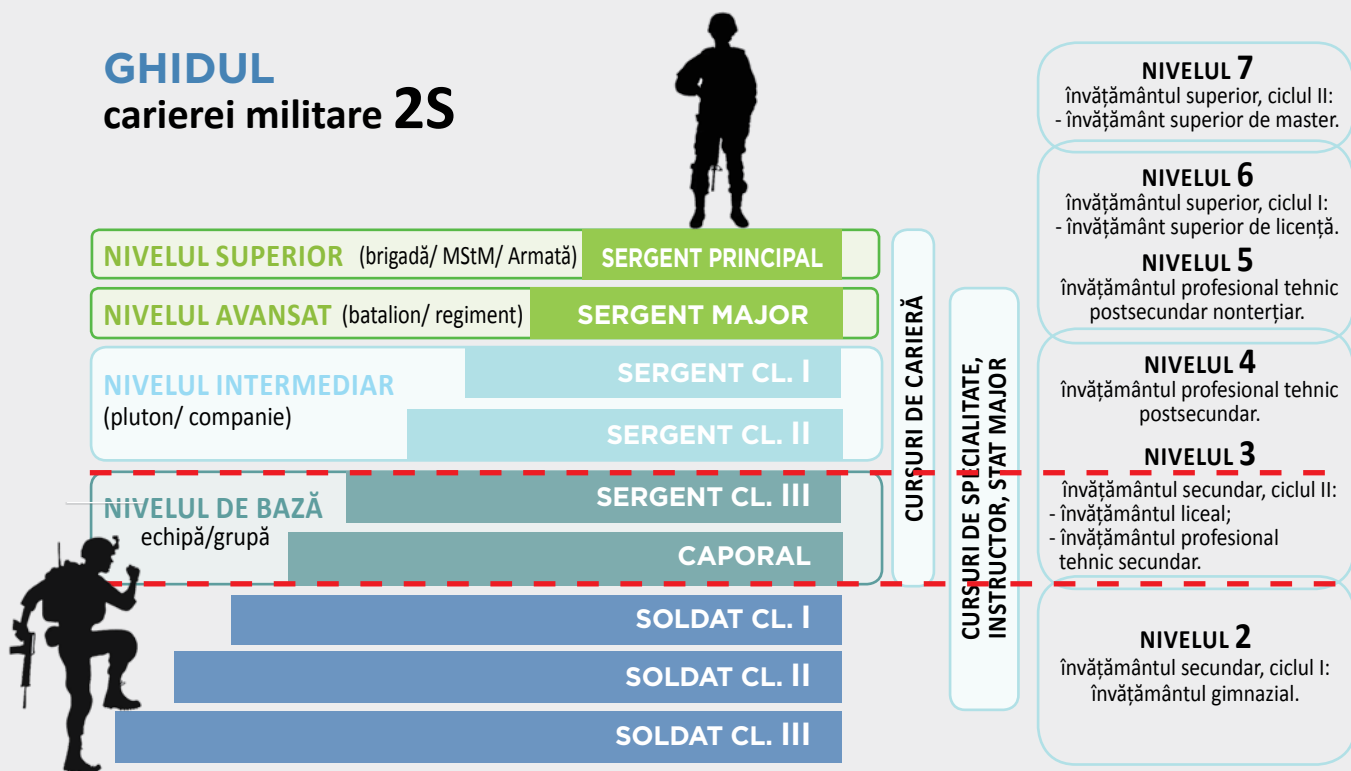 GHIDUL
carierei militare 2S
NIVELUL SUPERIOR (brigadă/ MStM/ Armată) SERGENT PRINCIPAL
NIVELUL AVANSAT (batalion/ regiment) SERGENT MAJOR
NIVELUL INTERMEDIAR
(pluton/ companie)
SERGENT CL. I
SERGENT CL. II
NIVELUL DE BAZĂ
echipă/grupă
SERGENT CL. III
CAPORAL
SOLDAT CL. I
SOLDAT CL. II
SOLDAT CL. III
CURSURI DE CARIERĂ
CURSURI DE SPECIALITATE,
INSTRUCTOR, STAT MAJOR
NIVELUL 7
învățământul superior, ciclul II:
- învățământ superior de master.
NIVELUL 6
învățământul superior, ciclul I:
- învățământ superior de licență.
NIVELUL 5
învățământul profesional tehnic
postsecundar nonterțiar.
NIVELUL 4
învățământul profesional tehnic
postsecundar.
NIVELUL 3
învățământul secundar, ciclul II:
- învățământul liceal;
- învățământul profesional
tehnic secundar.
NIVELUL 2
învățământul secundar, ciclul I:
învățământul gimnazial.